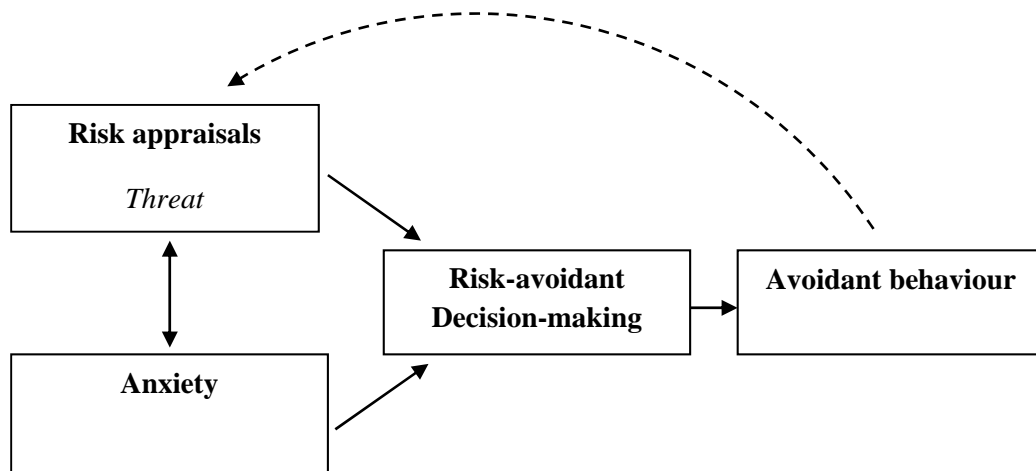 Risk appraisals
Threat
Risk-avoidant
Decision-making
Avoidant behaviour
Anxiety